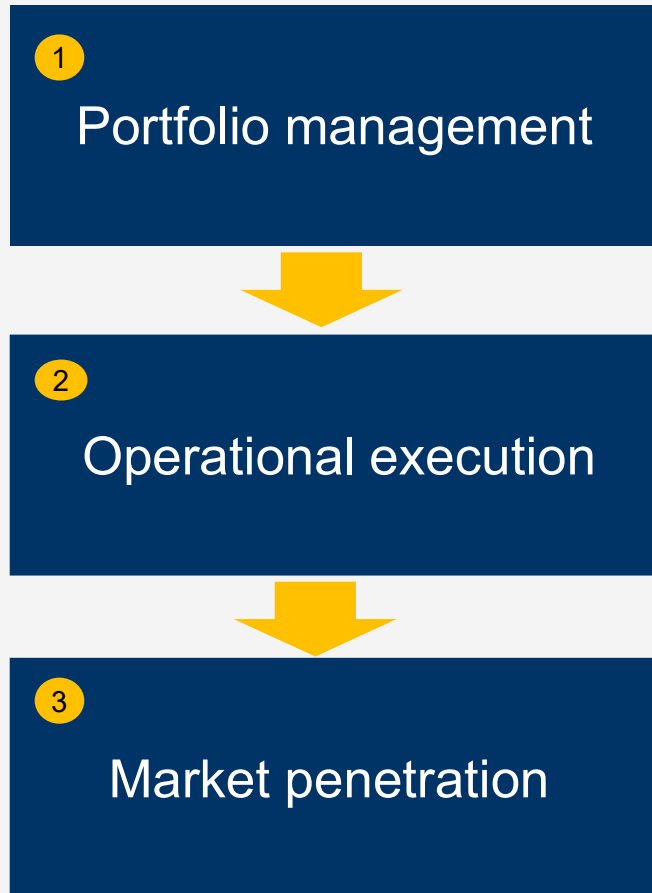 1
Portfolio management
2
Operational execution
3
Market penetration